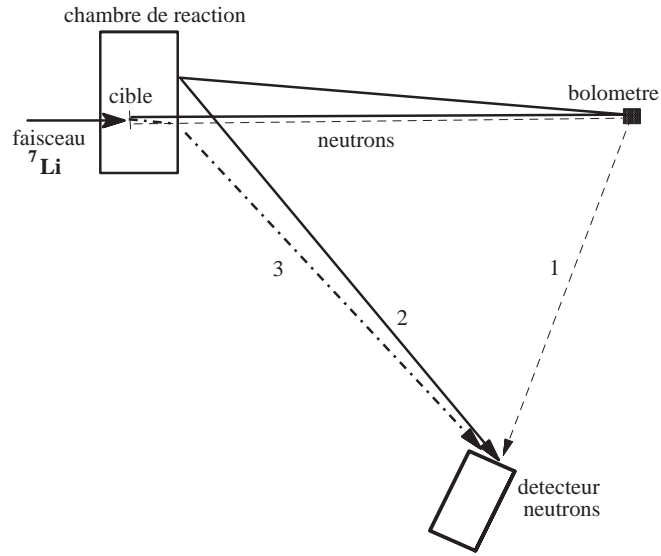 chambre de reaction
cible
bolometre
faisceau
⁷Li
neutrons
1
3
2
detecteur
neutrons